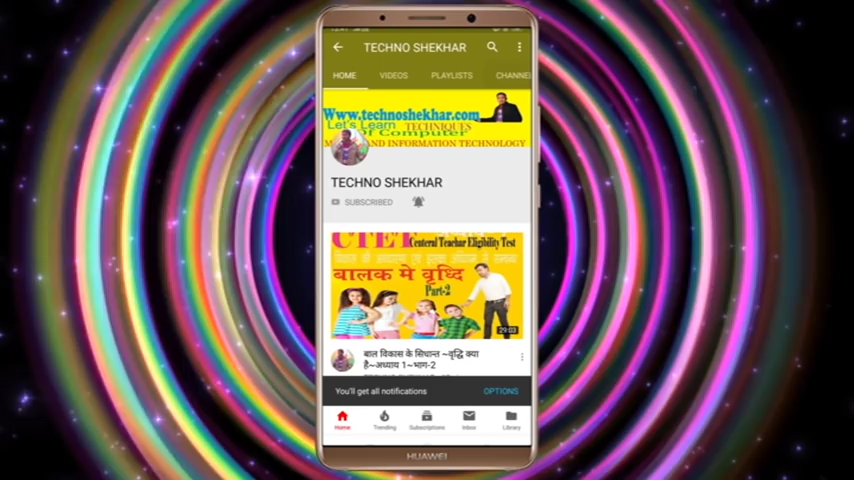 TECHNO SHEKHAR
HOME VIDEOS PLAYLISTS CHANNE
Www.technoshekhar.com
Let's Learn TECHNIQUES
Of Computer
AND INFORMATION TECHNOLOGY
TECHNO SHEKHAR
SUBSCRIBED
CTET Centeral Teachar Eligibility Test
बालक मे वृध्दि
Part-2
29:03
बाल विकास के सिधान्त ~वृद्धि क्या
है~अध्याय 1~भाग-2
You'll get all notifications OPTIONS
Home Trending Subscriptions Inbox Library
HUAWEI